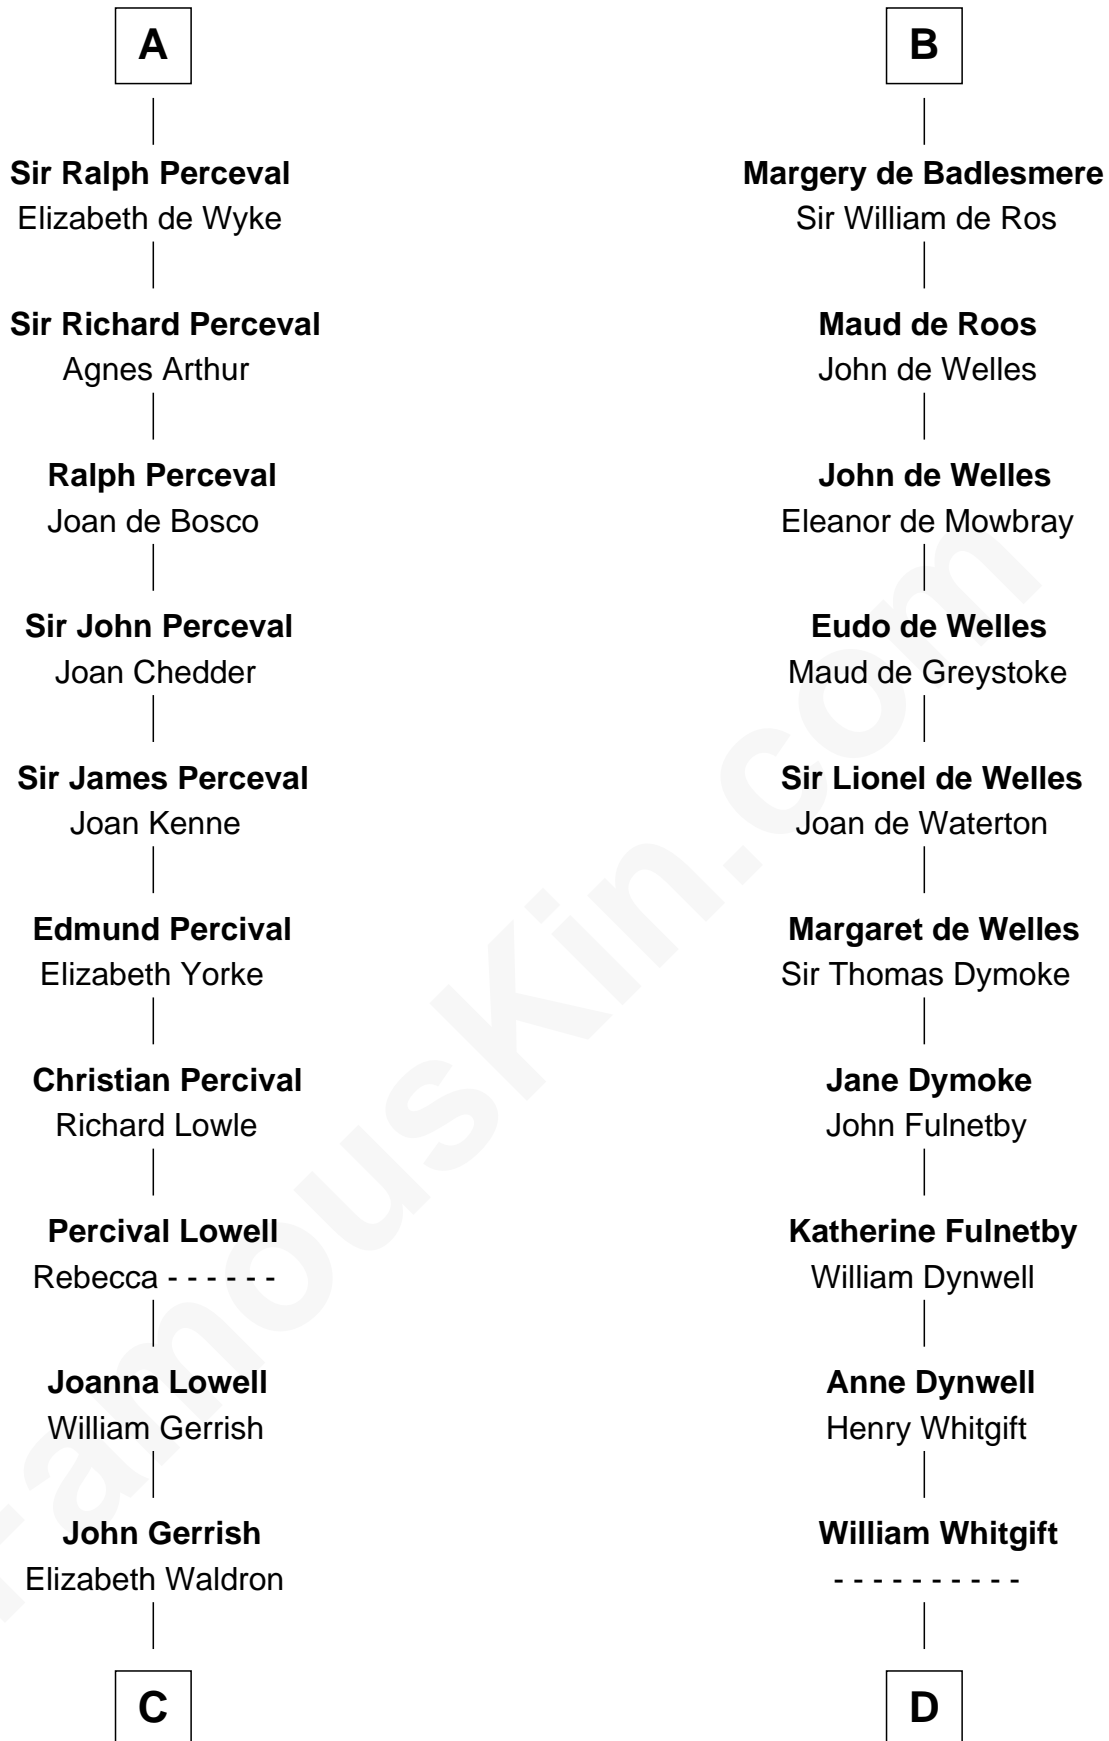 A
Sir Ralph Perceval
Elizabeth de Wyke
Sir Richard Perceval
Agnes Arthur
Ralph Perceval
Joan de Bosco
Sir John Perceval
Joan Chedder
Sir James Perceval
Joan Kenne
Edmund Percival
Elizabeth Yorke
Christian Percival
Richard Lowle
Percival Lowell
Rebecca - - - - - -
Joanna Lowell
William Gerrish
John Gerrish
Elizabeth Waldron
C
B
Margery de Badlesmere
Sir William de Ros
Maud de Roos
John de Welles
John de Welles
Eleanor de Mowbray
Eudo de Welles
Maud de Greystoke
Sir Lionel de Welles
Joan de Waterton
Margaret de Welles
Sir Thomas Dymoke
Jane Dymoke
John Fulnetby
Katherine Fulnetby
William Dynwell
Anne Dynwell
Henry Whitgift
William Whitgift
- - - - - - - - - -
D
FamousKin.com